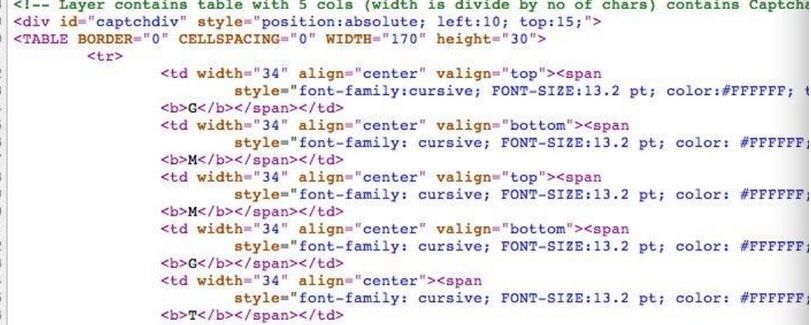 <!-- Layer contains table with 5 cols (width is divide by no of chars) contains Captcha
<div id="captchdiv" style="position:absolute; left:10; top:15;">
<TABLE BORDER="0" CELLSPACING="0" WIDTH="170" height="30">
<tr>
<td width="34" align="center" valign="top"><span
style="font-family:cursive; FONT-SIZE:13.2 pt; color:#FFFFFF; t
<b>G</b></span></td>
<td width="34" align="center" valign="bottom"><span
style="font-family: cursive; FONT-SIZE:13.2 pt; color: #FFFFFF;
<b>M</b></span></td>
<td width="34" align="center" valign="top"><span
style="font-family: cursive; FONT-SIZE:13.2 pt; color: #FFFFFF;
<b>M</b></span></td>
<td width="34" align="center" valign="bottom"><span
style="font-family: cursive; FONT-SIZE:13.2 pt; color: #FFFFFF;
<b>G</b></span></td>
<td width="34" align="center"><span
style="font-family: cursive; FONT-SIZE:13.2 pt; color: #FFFFFF;
<b>T</b></span></td>